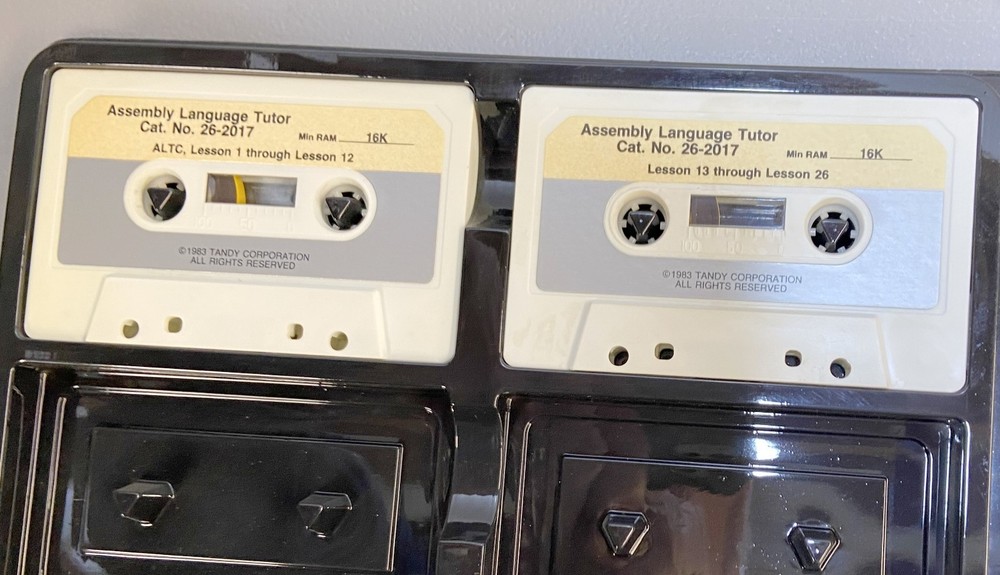 Assembly Language Tutor
Cat. No. 26-2017
Min RAM 16K
ALTC, Lesson 1 through Lesson 12
©1983 TANDY CORPORATION
ALL RIGHTS RESERVED
Assembly Language Tutor
Cat. No. 26-2017
Min RAM 16K
Lesson 13 through Lesson 26
100 50
©1983 TANDY CORPORATION
ALL RIGHTS RESERVED